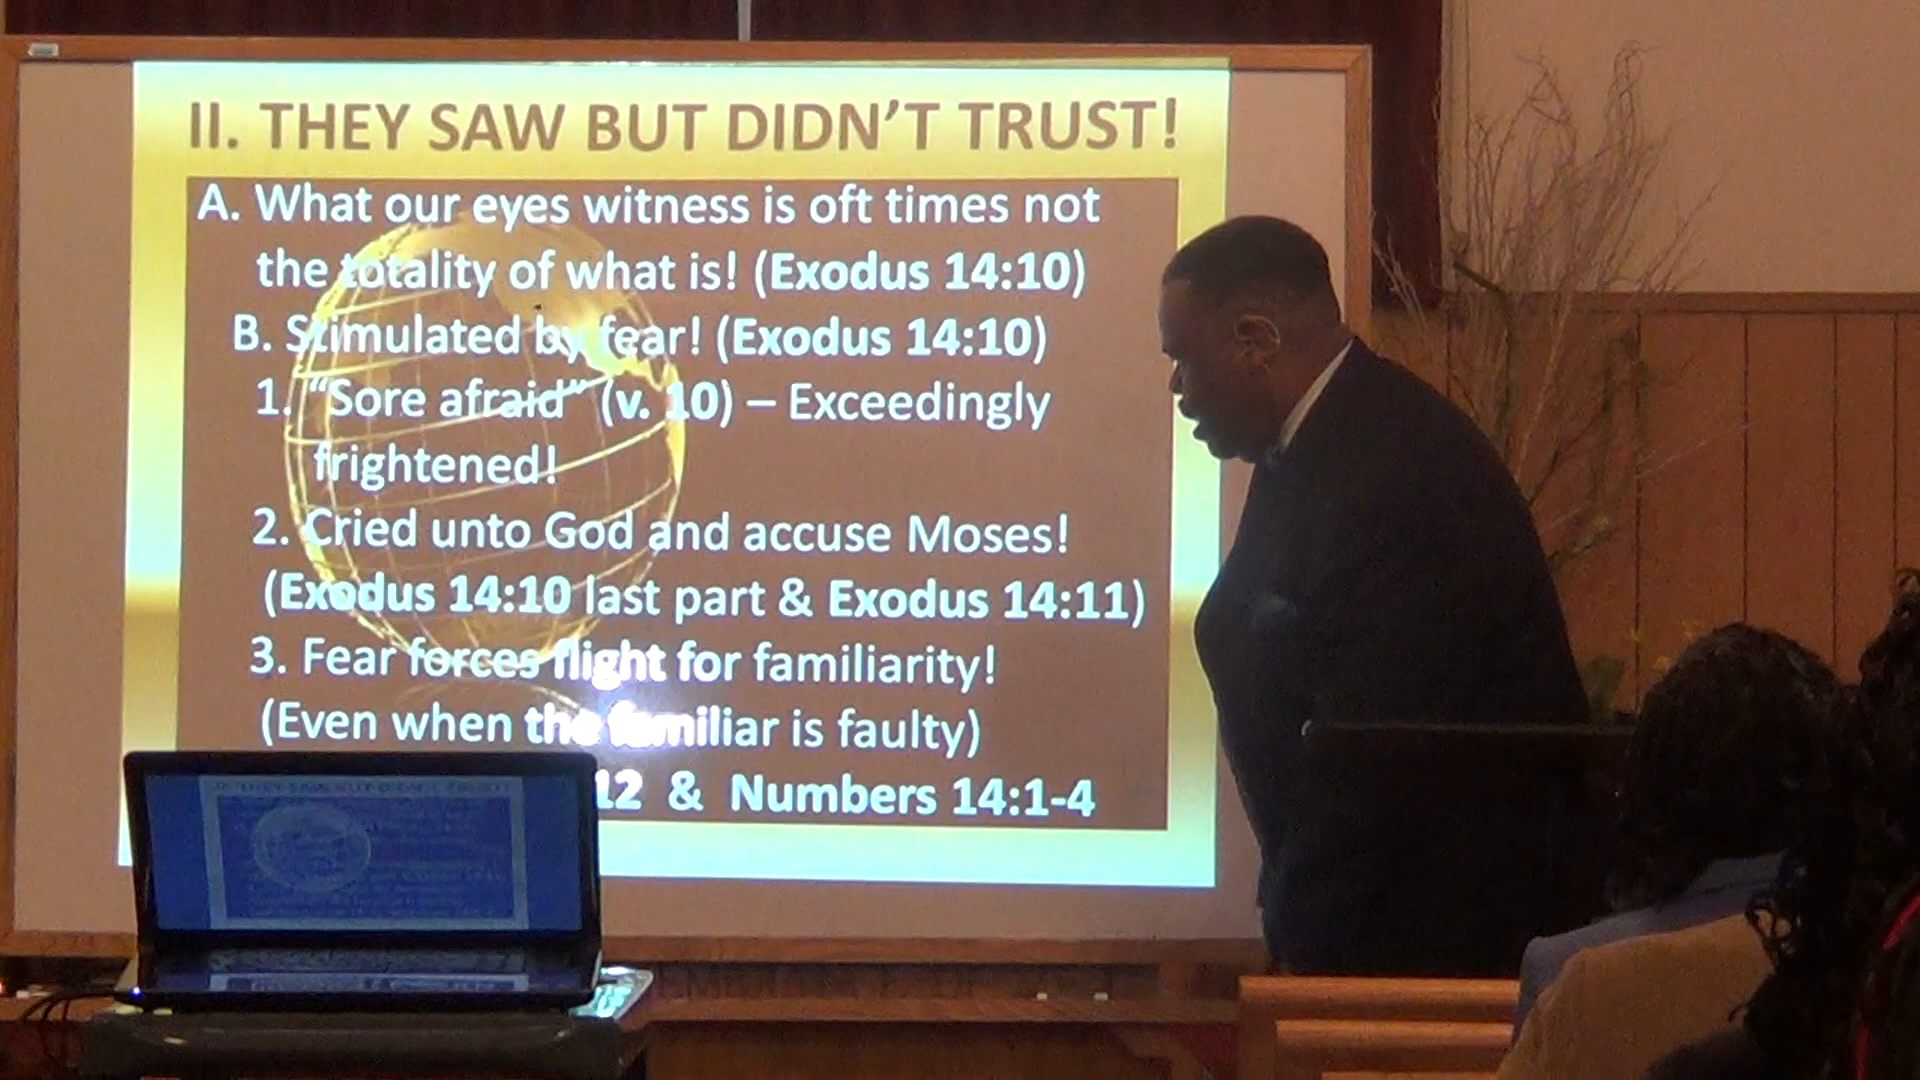 II. THEY SAW BUT DIDN’T TRUST!
A. What our eyes witness is oft times not
the totality of what is! (Exodus 14:10)
B. Stimulated by fear! (Exodus 14:10)
1. “Sore afraid” (v. 10) – Exceedingly
frightened!
2. Cried unto God and accuse Moses!
(Exodus 14:10 last part & Exodus 14:11)
3. Fear forces flight for familiarity!
(Even when the familiar is faulty)
12 & Numbers 14:1-4